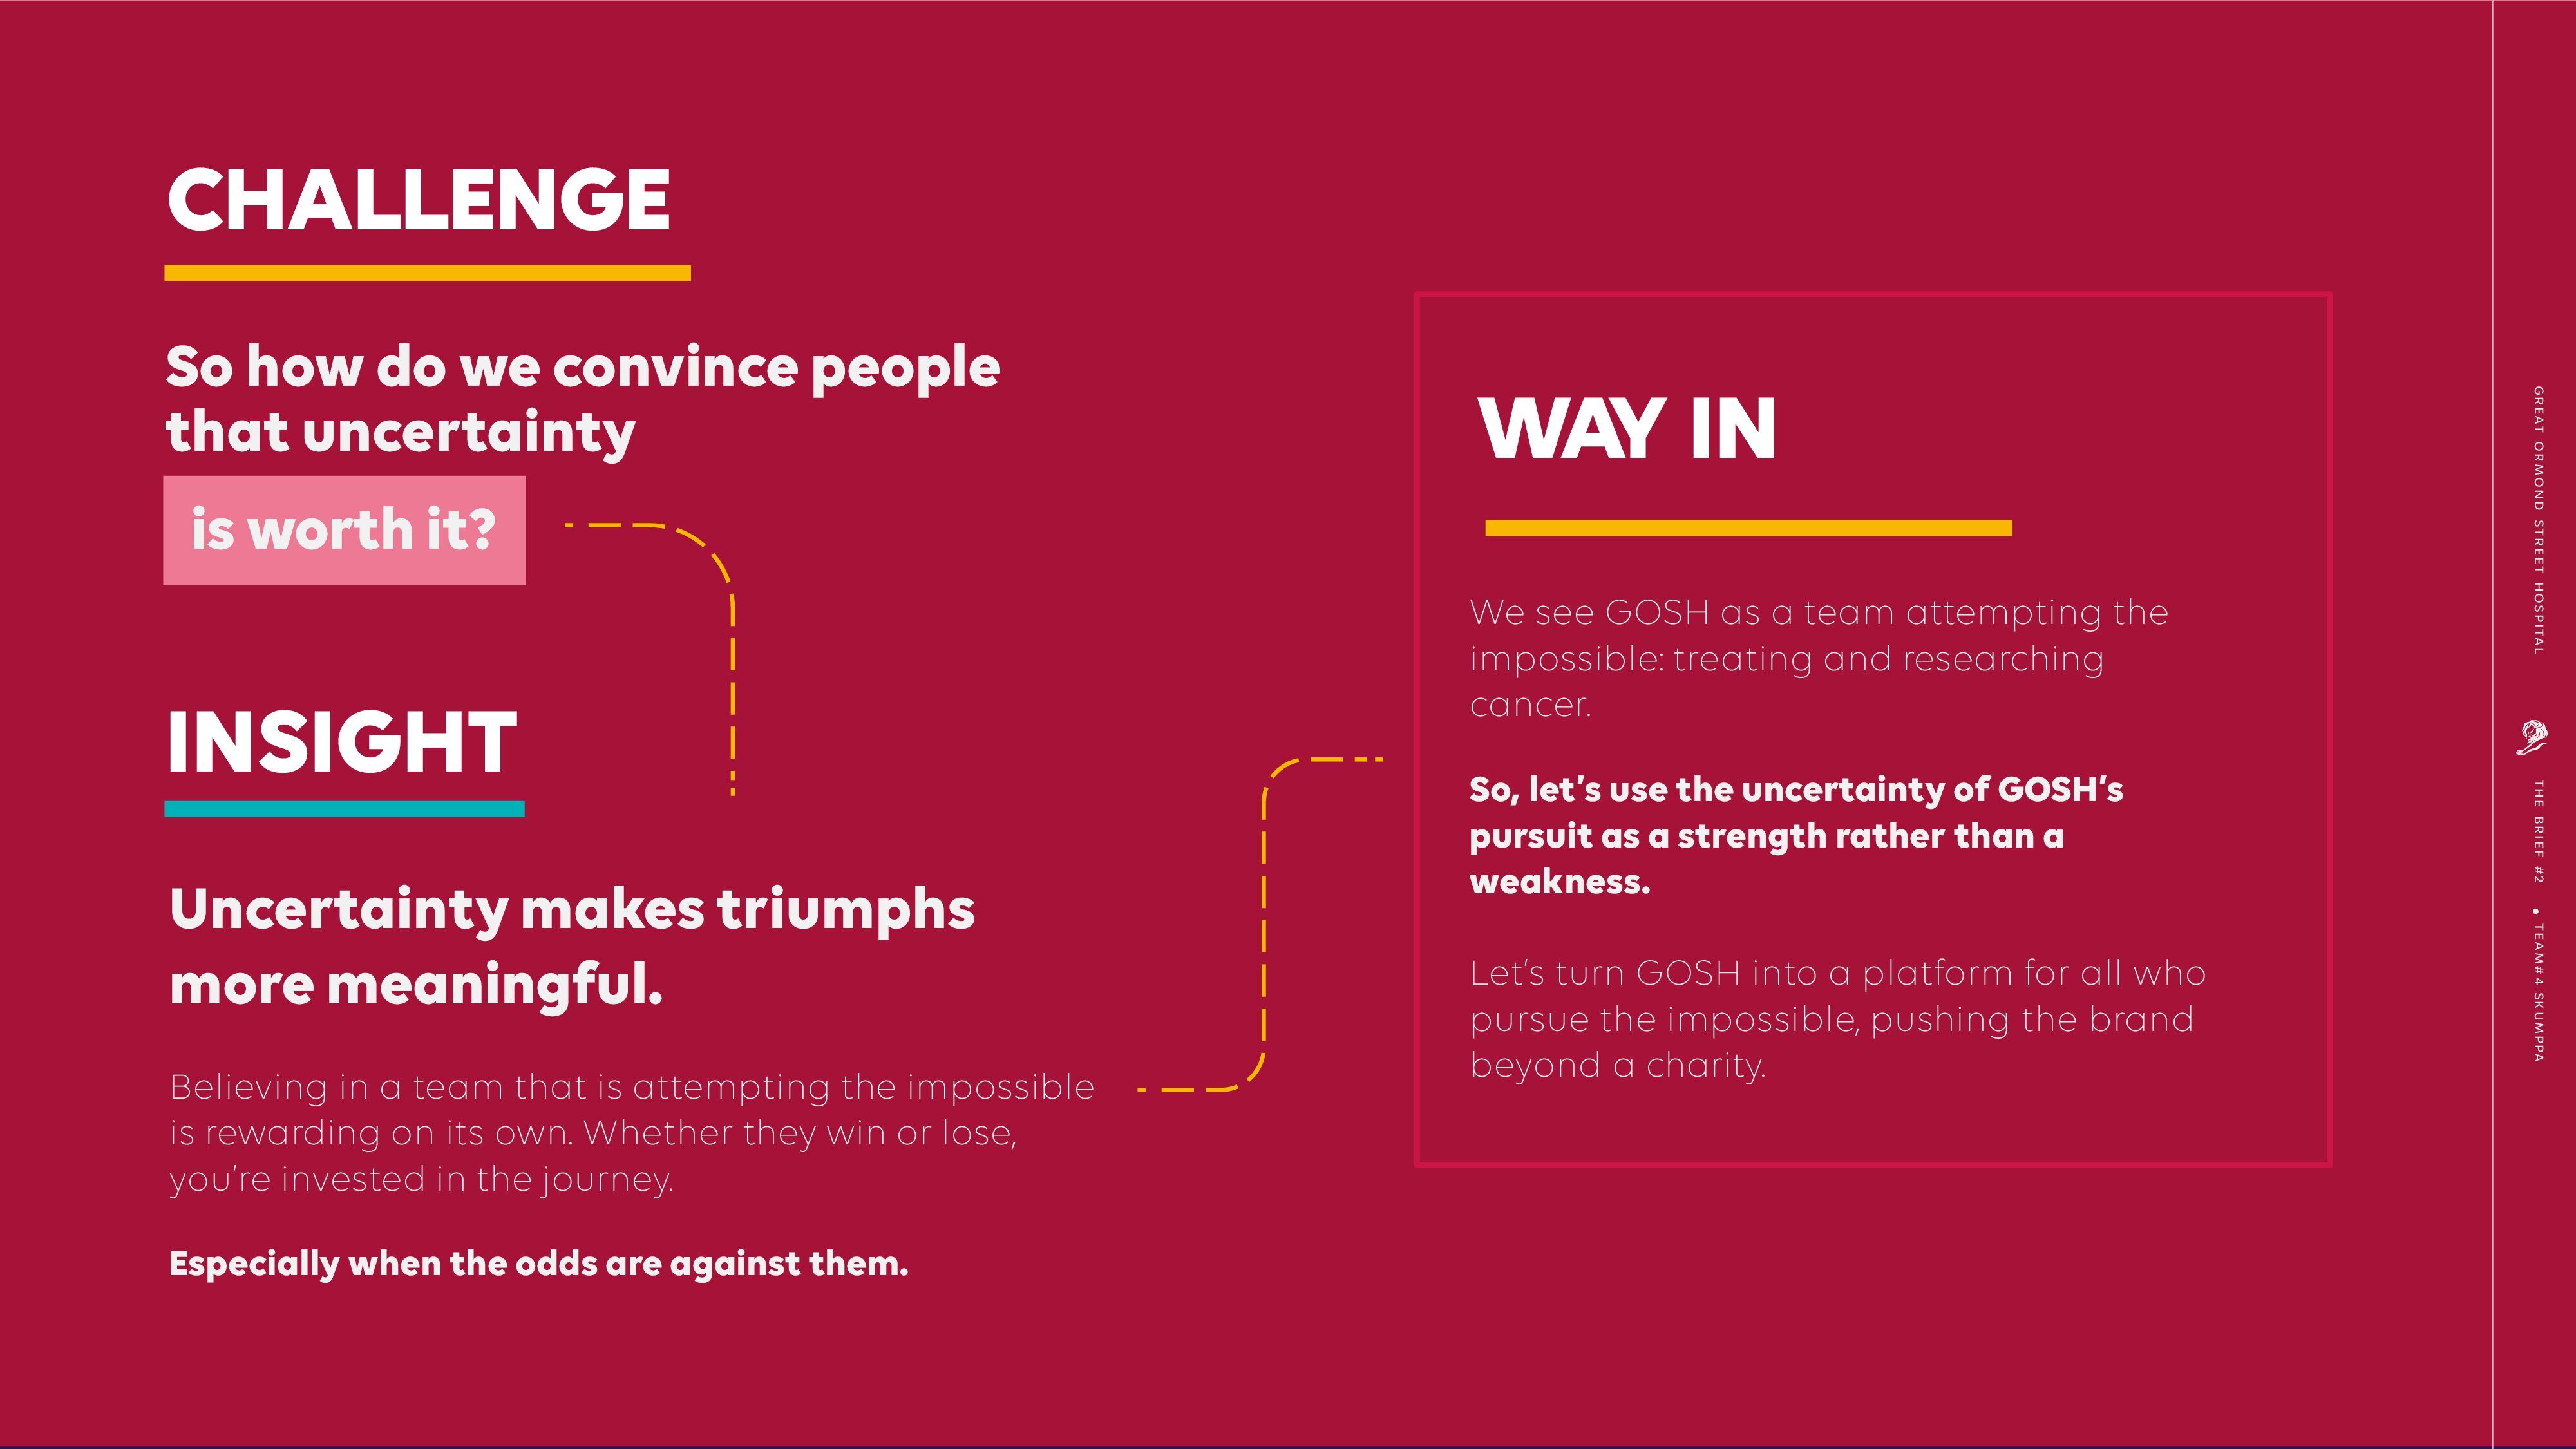 CHALLENGE
So how do we convince people
that uncertainty
is worth it?
INSIGHT
Uncertainty makes triumphs
more meaningful.
Believing in a team that is attempting the impossible
is rewarding on its own. Whether they win or lose,
you’re invested in the journey.
Especially when the odds are against them.
WAY IN
We see GOSH as a team attempting the
impossible: treating and researching
cancer.
So, let’s use the uncertainty of GOSH’s
pursuit as a strength rather than a
weakness.
Let’s turn GOSH into a platform for all who
pursue the impossible, pushing the brand
beyond a charity.
GREAT ORMOND STREET HOSPITAL
THE BRIEF #2 • TEAM#4 SKUMPPA